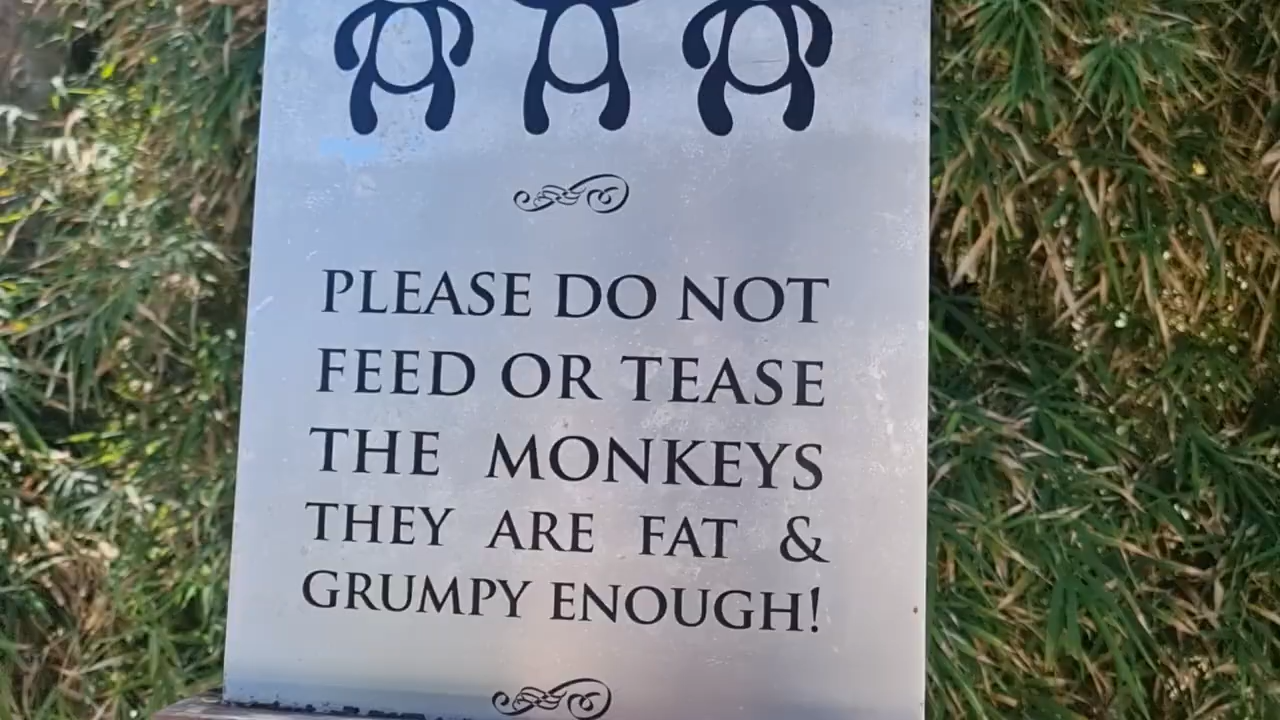 PLEASE DO NOT
FEED OR TEASE
THE MONKEYS
THEY ARE FAT &
GRUMPY ENOUGH!